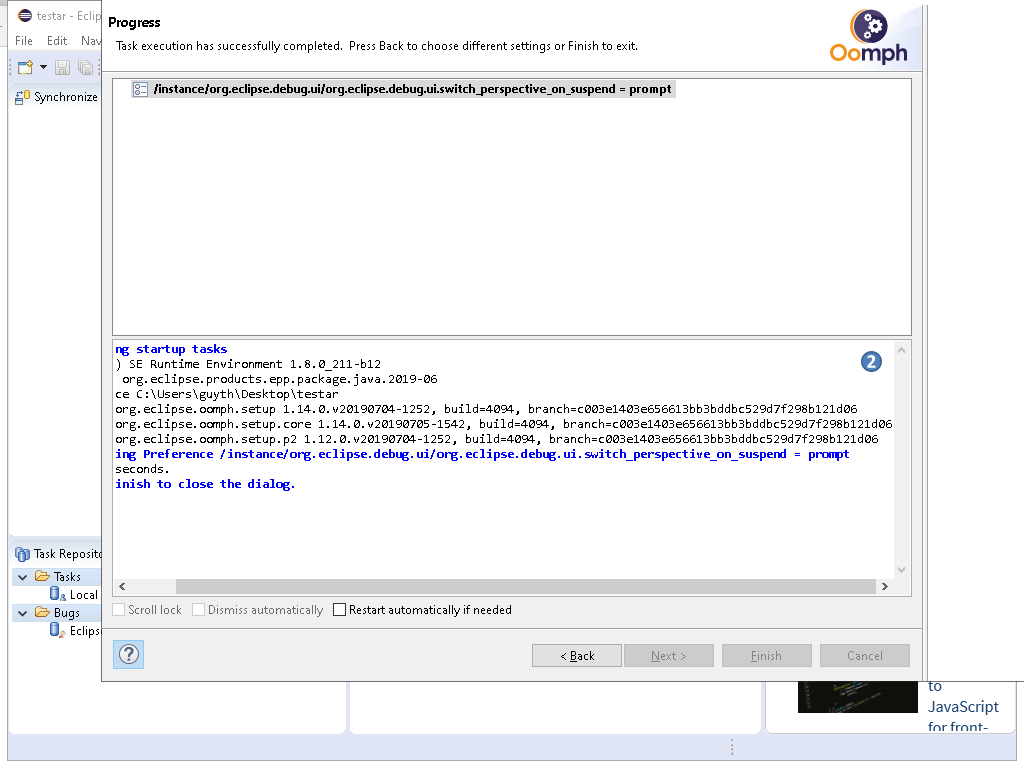 testar - Eclip
File Edit Nav
Synchronize
Progress
Task execution has successfully completed. Press Back to choose different settings or Finish to exit.
Oomph
/instance/org.eclipse.debug.ui/org.eclipse.debug.ui.switch_perspective_on_suspend = prompt
ng startup tasks
) SE Runtime Environment 1.8.0_211-b12
org.eclipse.products.epp.package.java.2019-06
ce C:\Users\guyth\Desktop\testar
org.eclipse.oomph.setup 1.14.0.v20190704-1252, build=4094, branch=c003e1403e656613bb3bddbc529d7f298b121d06
org.eclipse.oomph.setup.core 1.14.0.v20190705-1542, build=4094, branch=c003e1403e656613bb3bddbc529d7f298b121d06
org.eclipse.oomph.setup.p2 1.12.0.v20190704-1252, build=4094, branch=c003e1403e656613bb3bddbc529d7f298b121d06
ing Preference /instance/org.eclipse.debug.ui/org.eclipse.debug.ui.switch_perspective_on_suspend = prompt
seconds.
inish to close the dialog.
2
Scroll lock Dismiss automatically Restart automatically if needed
? < Back Next > Finish Cancel
Task Reposito
Tasks
Local
Bugs
Eclips
to
JavaScript
for front-